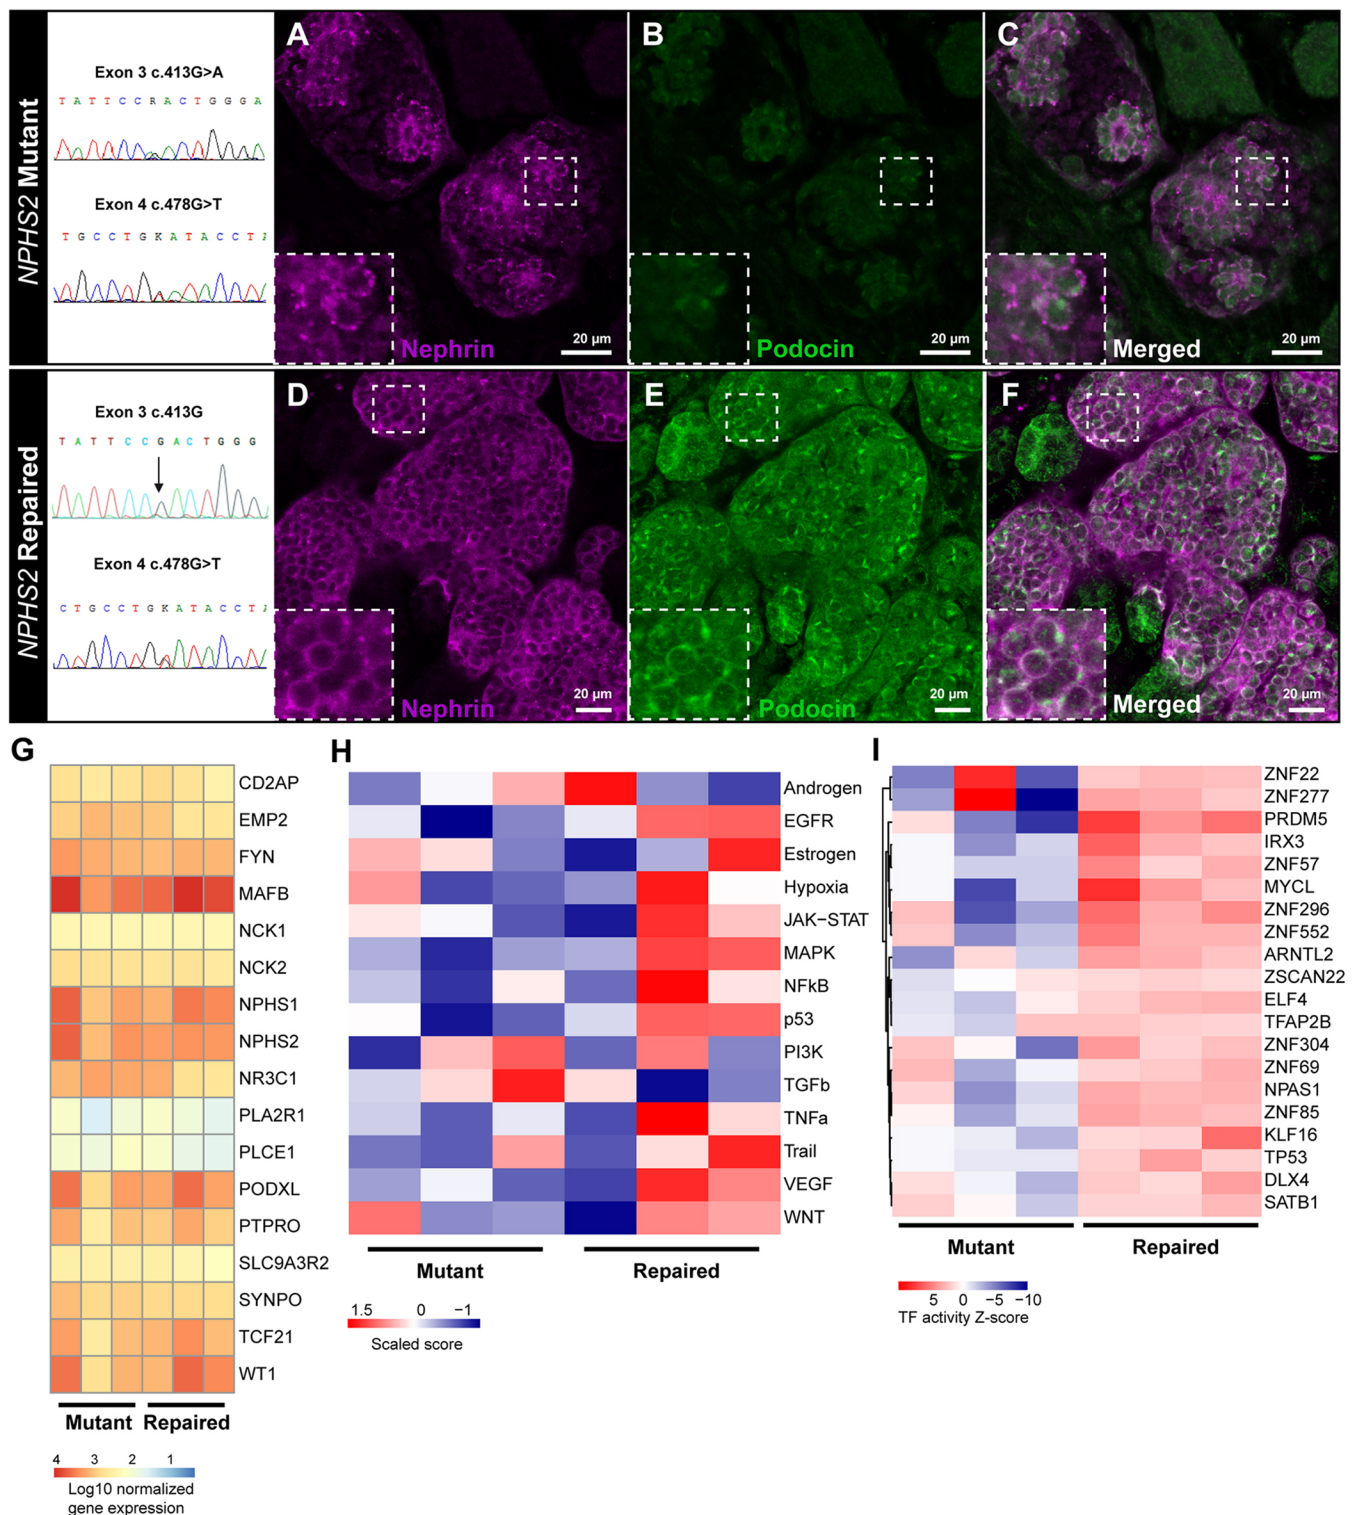 NPHS2 Mutant
Exon 3 c.413G>A
T A T T C C R A C T G G G A
Exon 4 c.478G>T
T G C C T G K A T A C C T A
A
Nephrin
20 µm
B
Podocin
20 µm
C
Merged
20 µm
NPHS2 Repaired
Exon 3 c.413G
T A T T C C G A C T G G G
Exon 4 c.478G>T
C T G C C T G K A T A C C T A
D
Nephrin
20 µm
E
Podocin
20 µm
F
Merged
20 µm
G
CD2AP
EMP2
FYN
MAFB
NCK1
NCK2
NPHS1
NPHS2
NR3C1
PLA2R1
PLCE1
PODXL
PTPRO
SLC9A3R2
SYNPO
TCF21
WT1
Mutant Repaired
4 3 2 1
Log10 normalized
gene expression
H
Androgen
EGFR
Estrogen
Hypoxia
JAK−STAT
MAPK
NFkB
p53
PI3K
TGFb
TNFa
Trail
VEGF
WNT
Mutant Repaired
1.5 0 −1
Scaled score
I
ZNF22
ZNF277
PRDM5
IRX3
ZNF57
MYCL
ZNF296
ZNF552
ARNTL2
ZSCAN22
ELF4
TFAP2B
ZNF304
ZNF69
NPAS1
ZNF85
KLF16
TP53
DLX4
SATB1
Mutant Repaired
5 0 −5 −10
TF activity Z-score